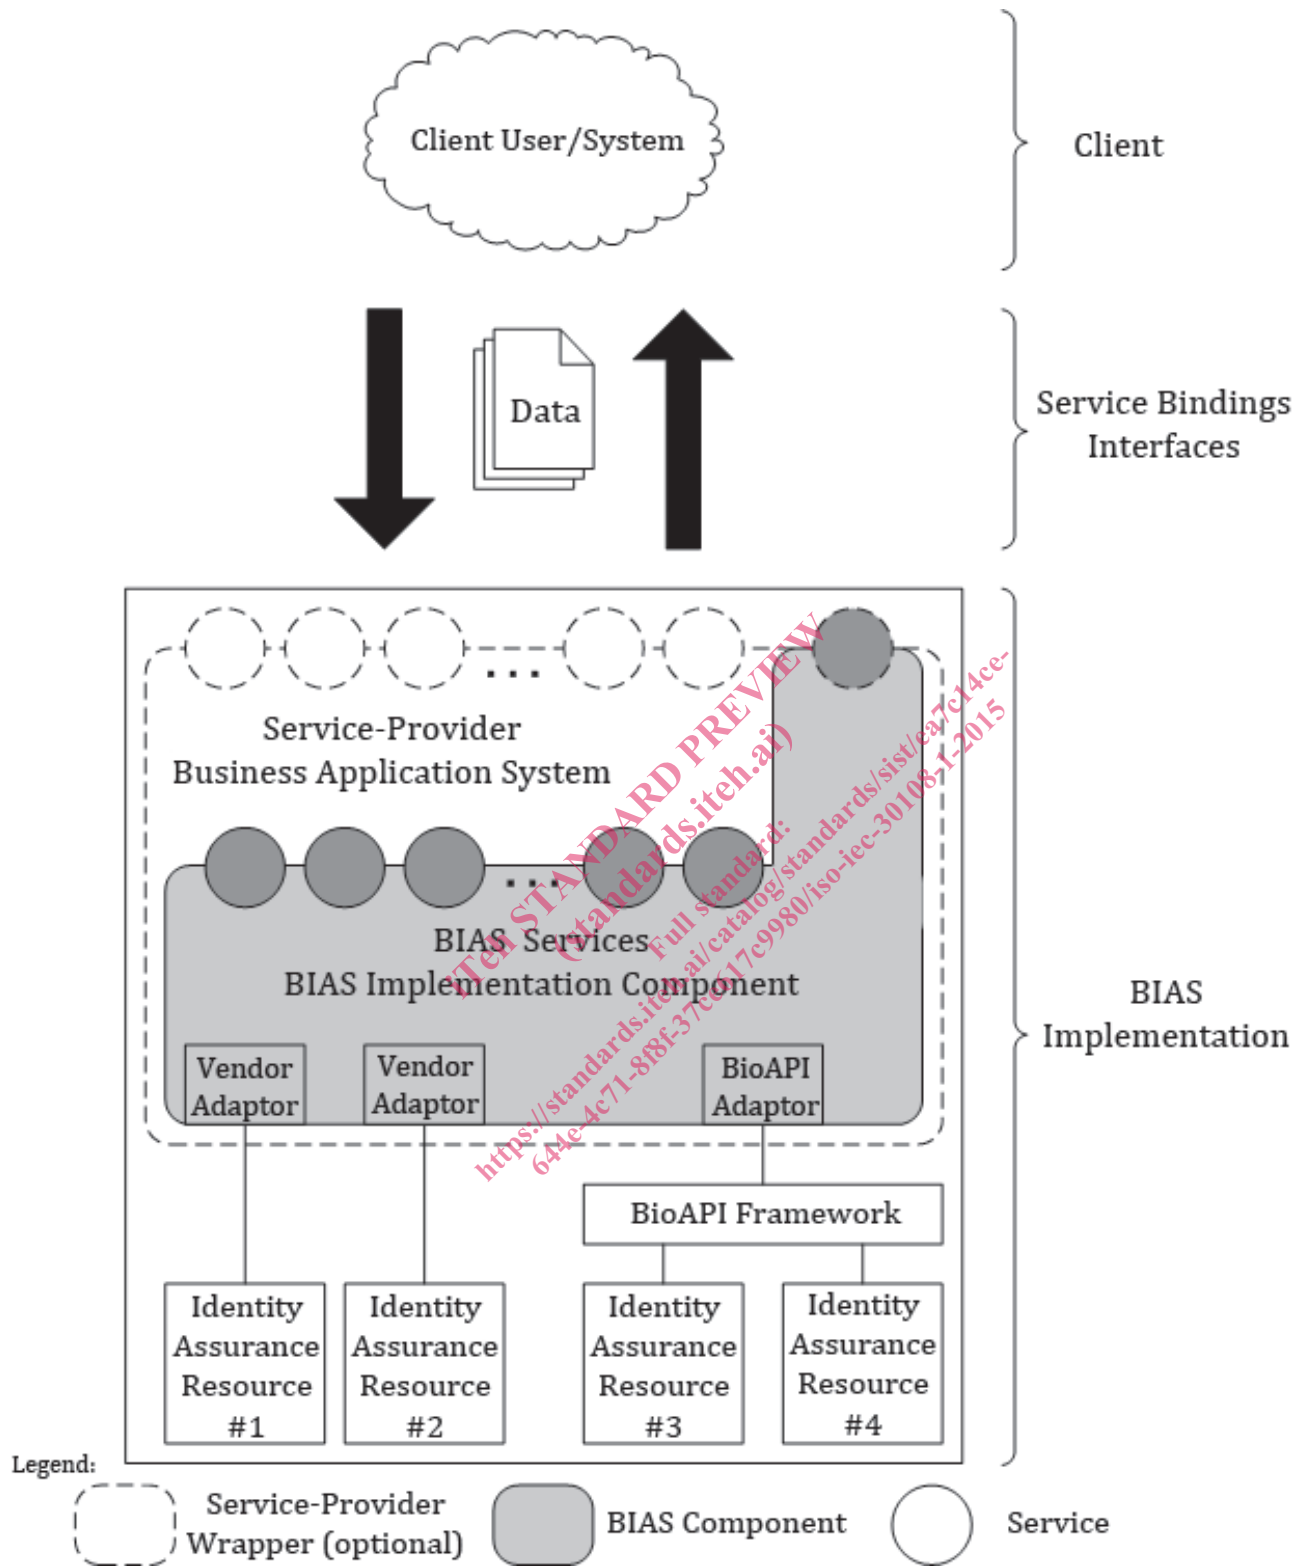 Client User/System
Client
Data
Service Bindings
Interfaces
...
Service-Provider
Business Application System
...
BIAS Services
BIAS Implementation Component
BIAS
Implementation
Vendor
Adaptor
Vendor
Adaptor
BioAPI
Adaptor
BioAPI Framework
Identity
Assurance
Resource
#1
Identity
Assurance
Resource
#2
Identity
Assurance
Resource
#3
Identity
Assurance
Resource
#4
Legend:
Service-Provider
Wrapper (optional)
BIAS Component
Service
iTeh STANDARD PREVIEW
(standards.iteh.ai)
Full standard:
https://standards.iteh.ai/catalog/standards/sist/ea7c14ce-
644e-4c71-8f8f-37cc617c9980/iso-iec-30108-1-2015